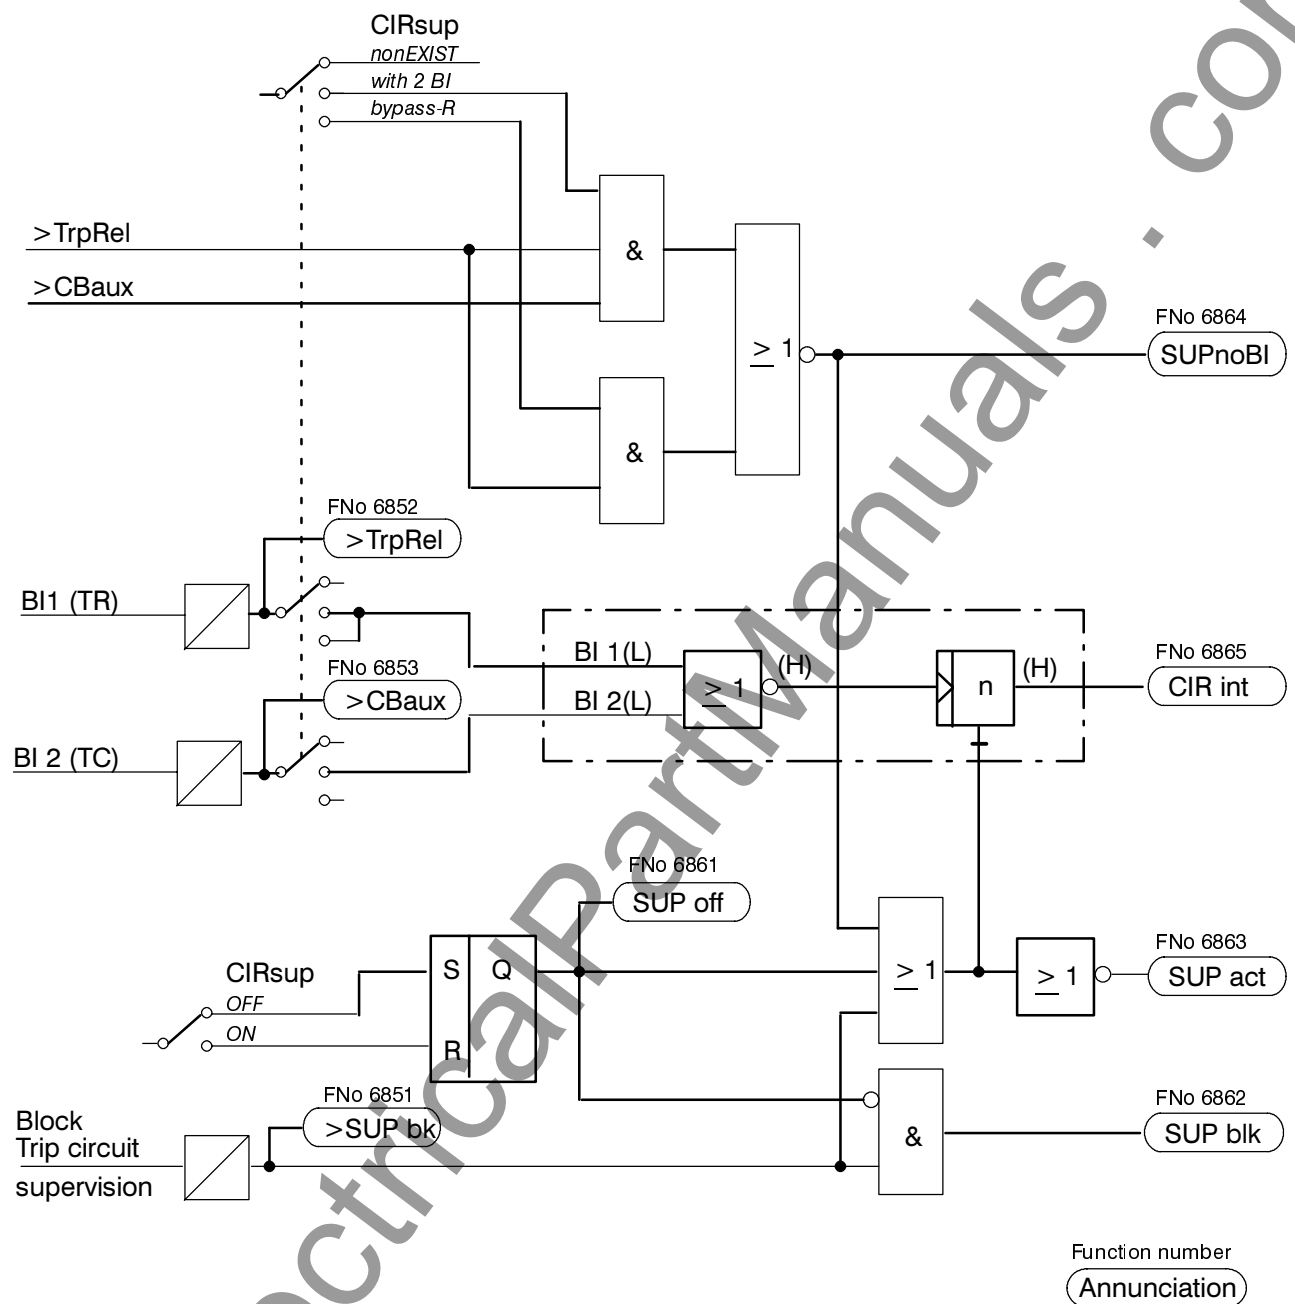 CIRsup
nonEXIST
with 2 BI
bypass-R
>TrpRel
&
>CBaux
FNo 6864
≥ 1
SUPnoBI
&
FNo 6852
>TrpRel
BI1 (TR)
FNo 6853
BI 1(L)
(H)
FNo 6865
≥ 1
n
(H)
CIR int
>CBaux
BI 2(L)
BI 2 (TC)
FNo 6861
SUP off
FNo 6863
CIRsup
S Q
≥ 1
≥ 1
SUP act
OFF
ON
R
FNo 6851
FNo 6862
Block
>SUP bk
Trip circuit
&
SUP blk
supervision
Function number
Annunciation
ectricalPartManuals . com